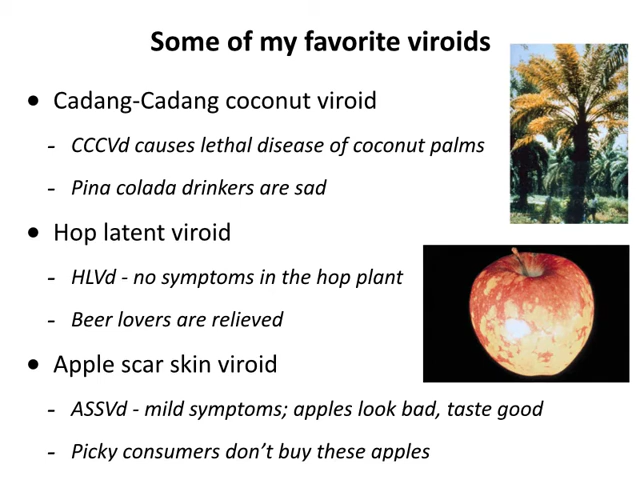 Some of my favorite viroids
• Cadang-Cadang coconut viroid
- CCCVd causes lethal disease of coconut palms
- Pina colada drinkers are sad
• Hop latent viroid
- HLVd - no symptoms in the hop plant
- Beer lovers are relieved
• Apple scar skin viroid
- ASSVd - mild symptoms; apples look bad, taste good
- Picky consumers don’t buy these apples